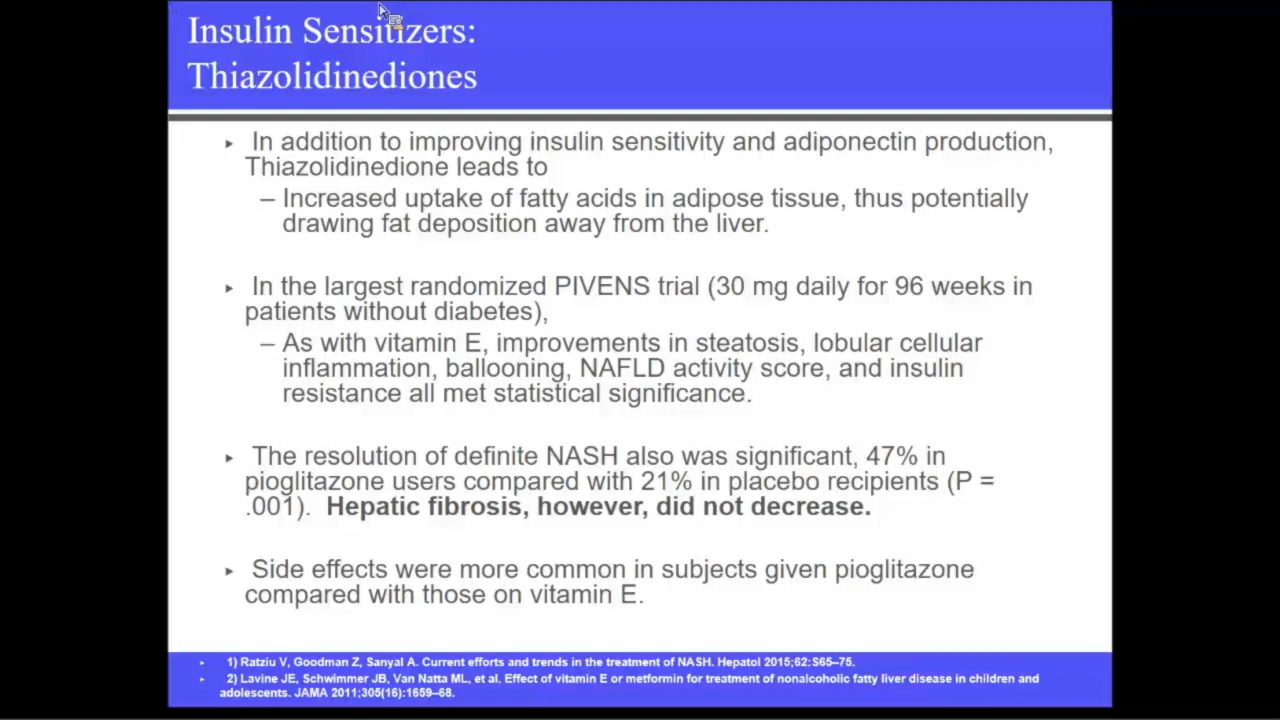 Insulin Sensitizers:
Thiazolidinediones
▸ In addition to improving insulin sensitivity and adiponectin production,
Thiazolidinedione leads to
– Increased uptake of fatty acids in adipose tissue, thus potentially
drawing fat deposition away from the liver.
▸ In the largest randomized PIVENS trial (30 mg daily for 96 weeks in
patients without diabetes),
– As with vitamin E, improvements in steatosis, lobular cellular
inflammation, ballooning, NAFLD activity score, and insulin
resistance all met statistical significance.
▸ The resolution of definite NASH also was significant, 47% in
pioglitazone users compared with 21% in placebo recipients (P =
.001). Hepatic fibrosis, however, did not decrease.
▸ Side effects were more common in subjects given pioglitazone
compared with those on vitamin E.
▸ 1) Ratziu V, Goodman Z, Sanyal A. Current efforts and trends in the treatment of NASH. Hepatol 2015;62:S65–75.
▸ 2) Lavine JE, Schwimmer JB, Van Natta ML, et al. Effect of vitamin E or metformin for treatment of nonalcoholic fatty liver disease in children and
adolescents. JAMA 2011;305(16):1659–68.